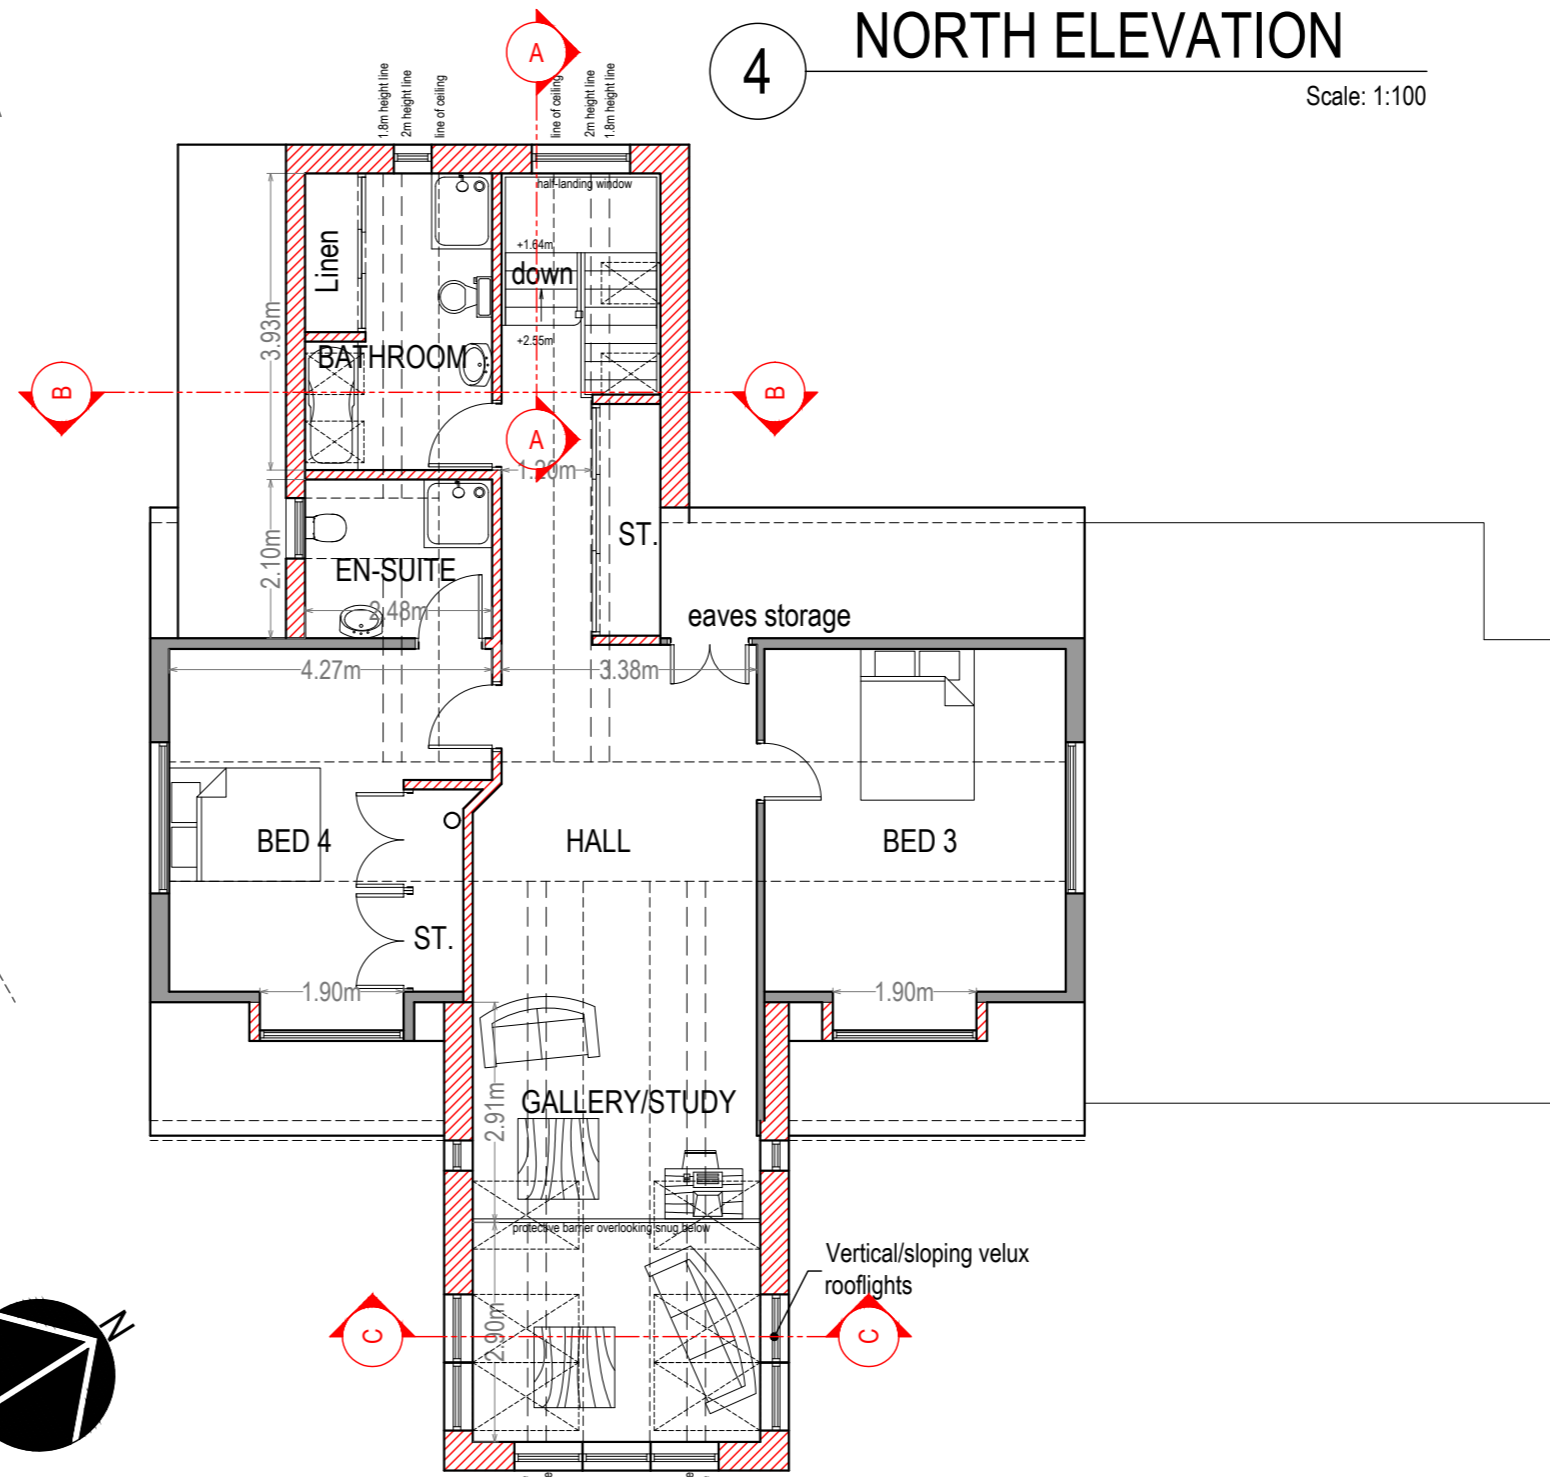 NORTH ELEVATION
4
Scale: 1:100
A
1.8m height line
2m height line
line of ceiling
line of ceiling
2m height line
1.8m height line
half-landing window
Linen
+1.64m
down
3.93m
+2.55m
BATHROOM
B
B
A
1.20m
ST.
2.10m
EN-SUITE
2.48m
eaves storage
4.27m
3.38m
BED 4
HALL
BED 3
ST.
1.90m
1.90m
2.91m
GALLERY/STUDY
protective barrier overlooking snug below
Vertical/sloping velux
rooflights
2.90m
C
C
N